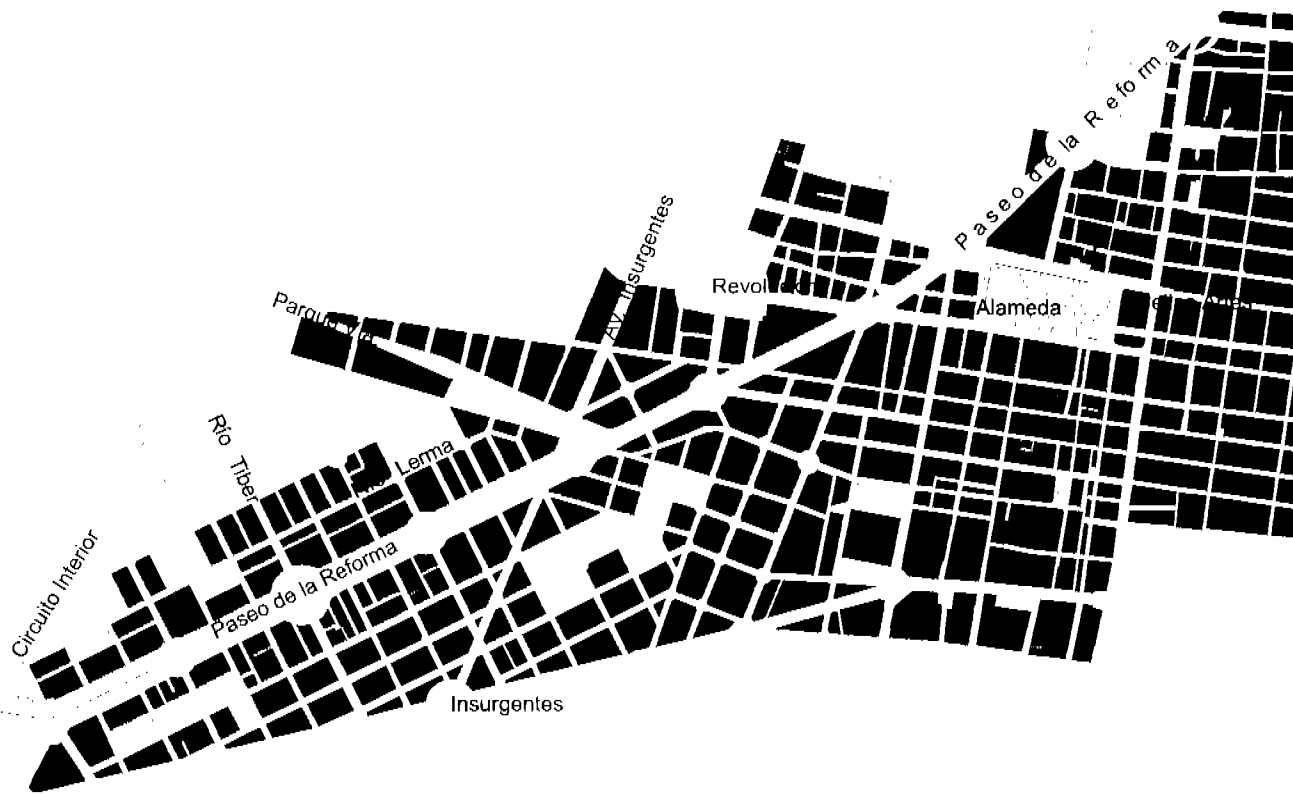 Paseo de la Reforma
Av. Insurgentes
Revolución
Parque Vía
Alameda
Río Tiber
Lerma
Circuito Interior
Paseo de la Reforma
Insurgentes